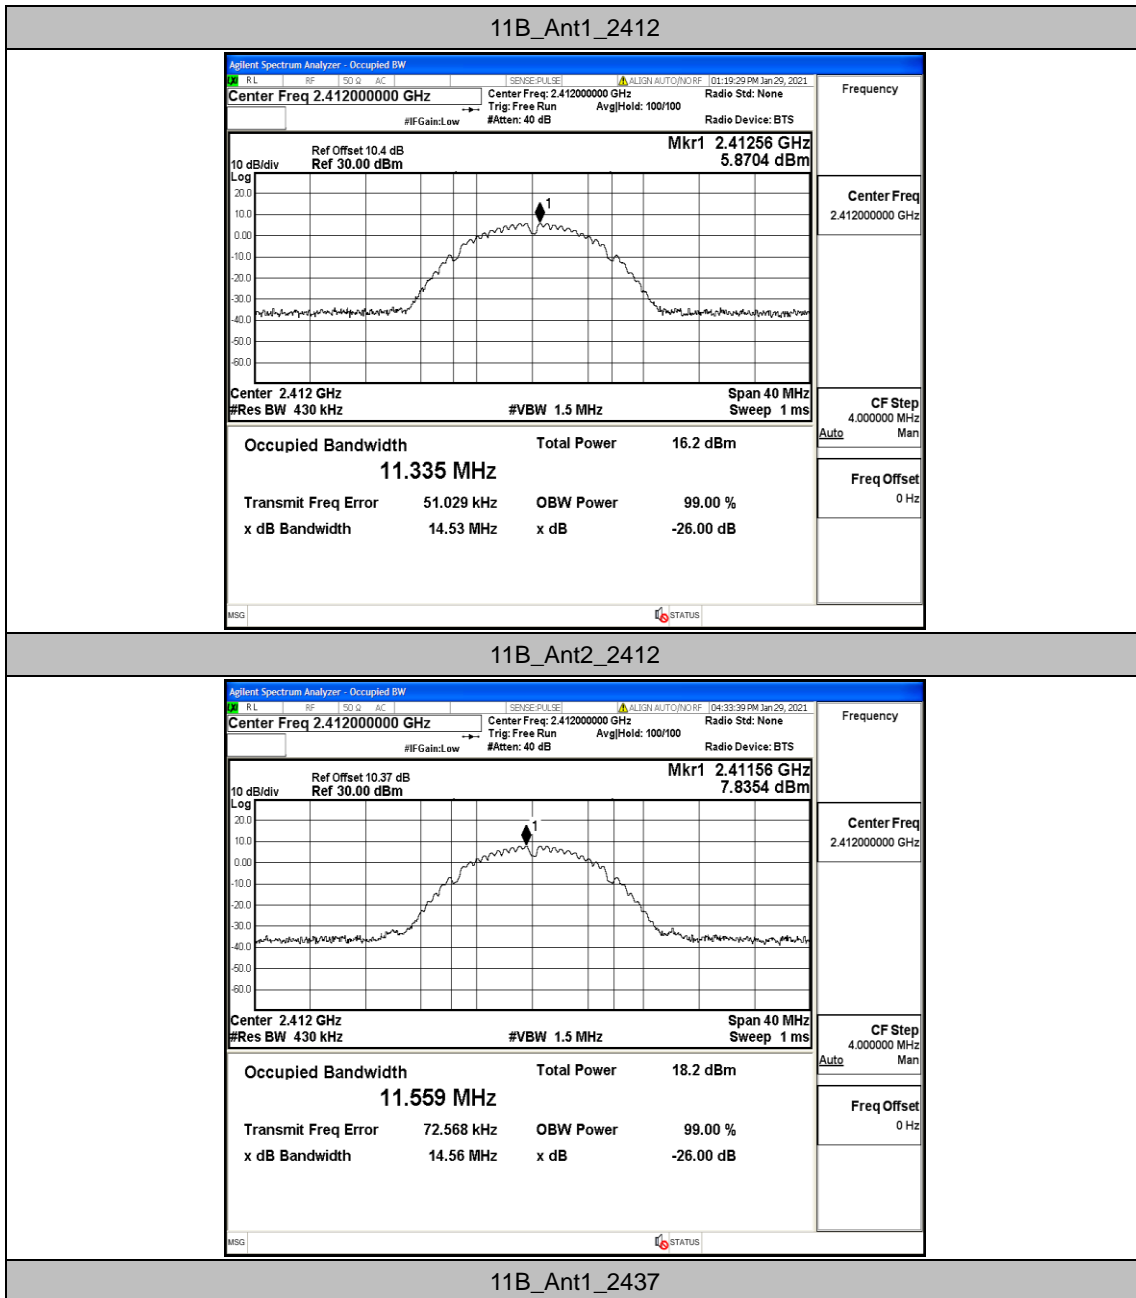 11B_Ant1_2412
Agilent Spectrum Analyzer - Occupied BW
RL RF 50 Ω AC SENSE:PULSE ALIGN AUTO/NO RF 01:19:29 PM Jan 29, 2021
Center Freq 2.412000000 GHz
Center Freq: 2.412000000 GHz Radio Std: None
Trig: Free Run Avg|Hold: 100/100
#IFGain:Low #Atten: 40 dB Radio Device: BTS
Frequency
Mkr1 2.41256 GHz
5.8704 dBm
Ref Offset 10.4 dB
10 dB/div Ref 30.00 dBm
Log
20.0
10.0
0.00
-10.0
-20.0
-30.0
-40.0
-50.0
-60.0
1
Center Freq
2.412000000 GHz
Center 2.412 GHz Span 40 MHz
#Res BW 430 kHz #VBW 1.5 MHz Sweep 1 ms
CF Step
4.000000 MHz
Auto Man
Occupied Bandwidth Total Power 16.2 dBm
11.335 MHz
Transmit Freq Error 51.029 kHz OBW Power 99.00 %
x dB Bandwidth 14.53 MHz x dB -26.00 dB
Freq Offset
0 Hz
MSG STATUS
11B_Ant2_2412
Agilent Spectrum Analyzer - Occupied BW
RL RF 50 Ω AC SENSE:PULSE ALIGN AUTO/NO RF 04:33:39 PM Jan 29, 2021
Center Freq 2.412000000 GHz
Center Freq: 2.412000000 GHz Radio Std: None
Trig: Free Run Avg|Hold: 100/100
#IFGain:Low #Atten: 40 dB Radio Device: BTS
Frequency
Mkr1 2.41156 GHz
7.8354 dBm
Ref Offset 10.37 dB
10 dB/div Ref 30.00 dBm
Log
20.0
10.0
0.00
-10.0
-20.0
-30.0
-40.0
-50.0
-60.0
1
Center Freq
2.412000000 GHz
Center 2.412 GHz Span 40 MHz
#Res BW 430 kHz #VBW 1.5 MHz Sweep 1 ms
CF Step
4.000000 MHz
Auto Man
Occupied Bandwidth Total Power 18.2 dBm
11.559 MHz
Transmit Freq Error 72.568 kHz OBW Power 99.00 %
x dB Bandwidth 14.56 MHz x dB -26.00 dB
Freq Offset
0 Hz
MSG STATUS
11B_Ant1_2437